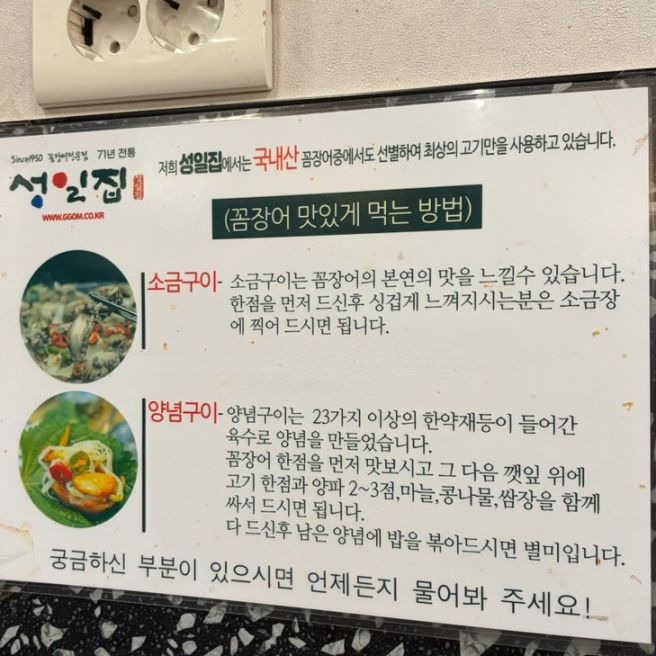 Since1950 꼼장어전문점 71년 전통
성일집
WWW.GGOM.CO.KR
저희 성일집에서는 국내산 꼼장어중에서도 선별하여 최상의 고기만을 사용하고 있습니다.
(꼼장어 맛있게 먹는 방법)
소금구이- 소금구이는 꼼장어의 본연의 맛을 느낄수 있습니다.
한점을 먼저 드신후 싱겁게 느껴지시는분은 소금장
에 찍어 드시면 됩니다.
양념구이- 양념구이는 23가지 이상의 한약재등이 들어간
육수로 양념을 만들었습니다.
꼼장어 한점을 먼저 맛보시고 그 다음 깻잎 위에
고기 한점과 양파 2~3점,마늘,콩나물,쌈장을 함께
싸서 드시면 됩니다.
다 드신후 남은 양념에 밥을 볶아드시면 별미입니다.
궁금하신 부분이 있으시면 언제든지 물어봐 주세요!